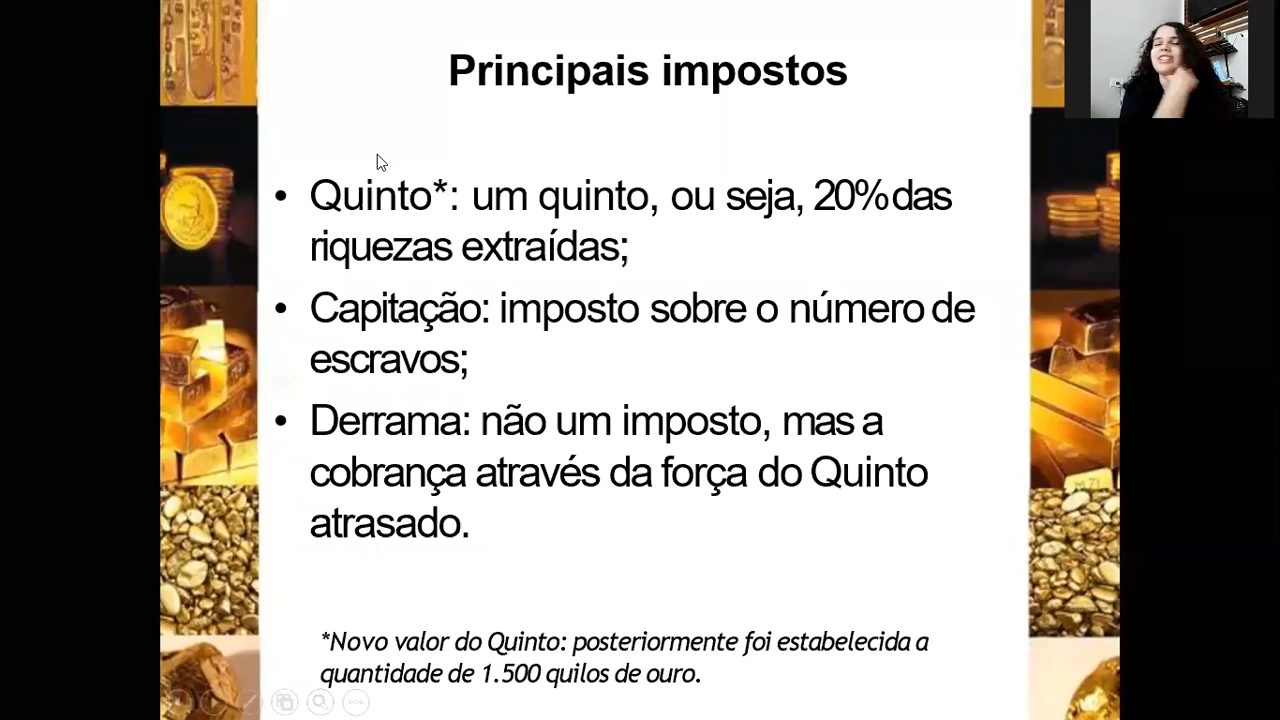 Principais impostos
• Quinto*: um quinto, ou seja, 20% das
riquezas extraídas;
• Capitação: imposto sobre o número de
escravos;
• Derrama: não um imposto, mas a
cobrança através da força do Quinto
atrasado.
*Novo valor do Quinto: posteriormente foi estabelecida a
quantidade de 1.500 quilos de ouro.